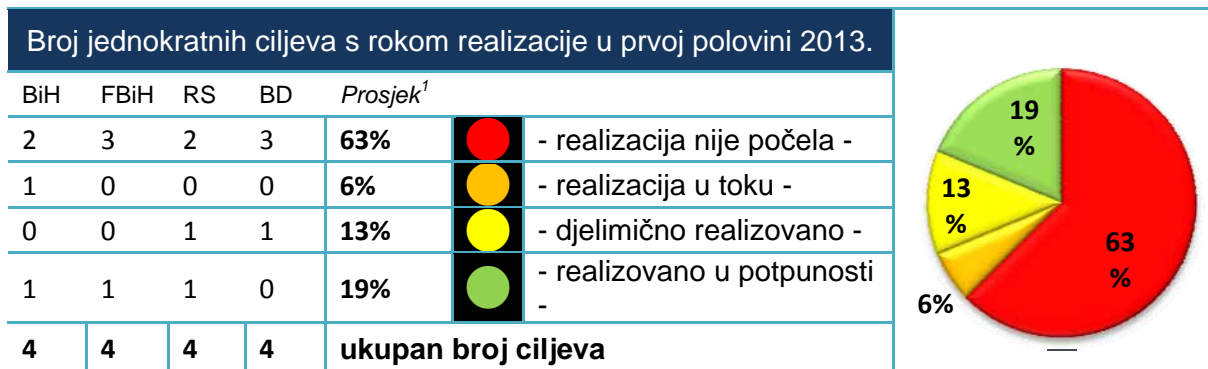 Broj jednokratnih ciljeva s rokom realizacije u prvoj polovini 2013.
BiH FBiH RS BD Prosjek¹
2 3 2 3 63% - realizacija nije počela -
1 0 0 0 6% - realizacija u toku -
0 0 1 1 13% - djelimično realizovano -
1 1 1 0 19% - realizovano u potpunosti
-
4 4 4 4 ukupan broj ciljeva
19
%
13
%
63
%
6%